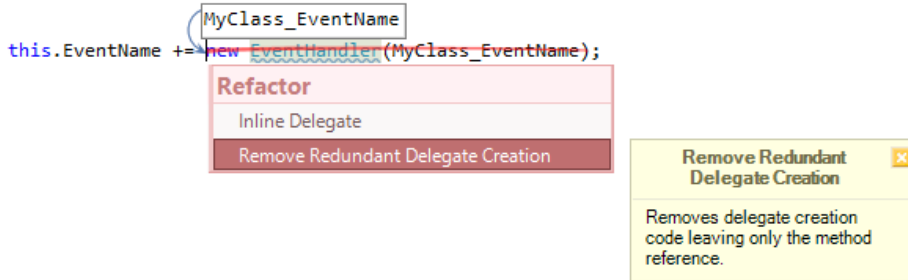 MyClass_EventName
this.EventName += new EventHandler(MyClass_EventName);
Refactor
Inline Delegate
Remove Redundant Delegate Creation
Remove Redundant
Delegate Creation
Removes delegate creation
code leaving only the method
reference.